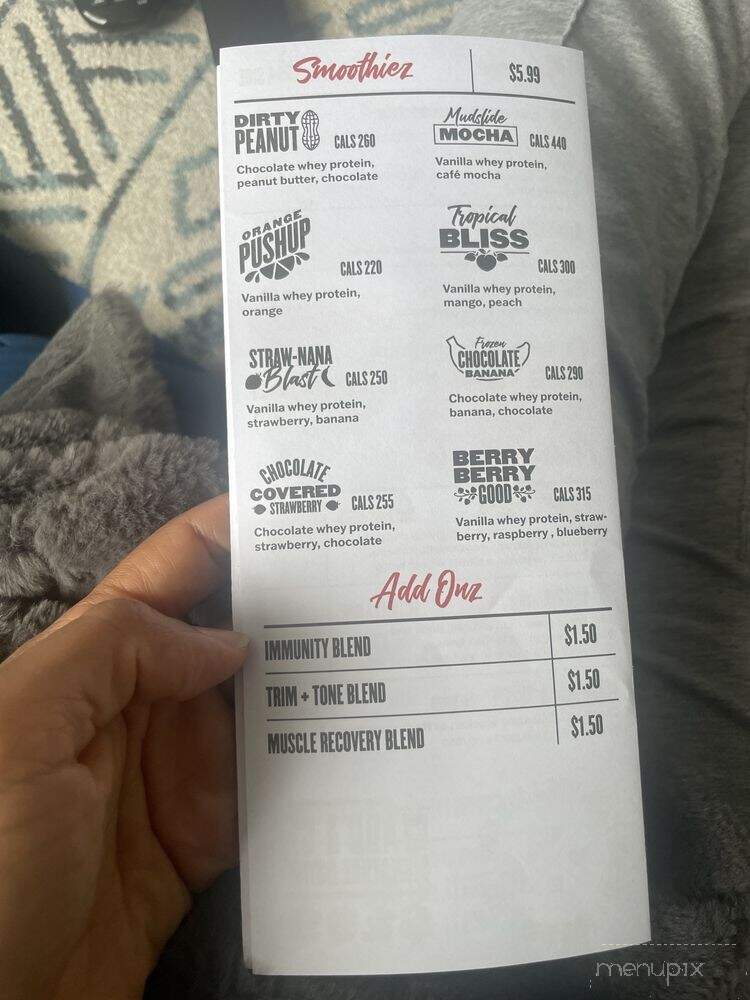 Smoothiez $5.99
DIRTY
PEANUT CALS 260
Chocolate whey protein,
peanut butter, chocolate
Mudslide
MOCHA CALS 440
Vanilla whey protein,
café mocha
ORANGE
PUSHUP CALS 220
Vanilla whey protein,
orange
Tropical
BLISS
CALS 300
Vanilla whey protein,
mango, peach
STRAW-NANA
Blast CALS 250
Vanilla whey protein,
strawberry, banana
Frozen
CHOCOLATE
BANANA CALS 290
Chocolate whey protein,
banana, chocolate
CHOCOLATE
COVERED
STRAWBERRY CALS 255
Chocolate whey protein,
strawberry, chocolate
BERRY
BERRY
GOOD CALS 315
Vanilla whey protein, straw-
berry, raspberry , blueberry
Add Onz
IMMUNITY BLEND $1.50
TRIM + TONE BLEND $1.50
MUSCLE RECOVERY BLEND $1.50
menupix